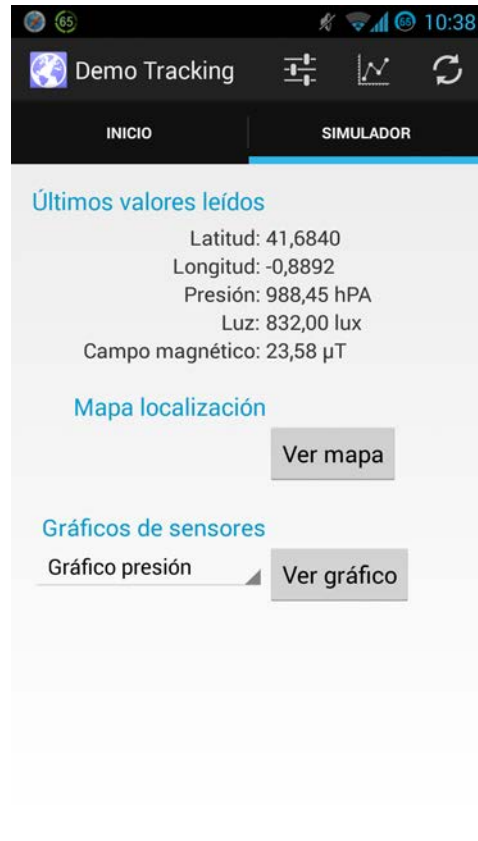 65 65 10:38
Demo Tracking
INICIO SIMULADOR
Últimos valores leídos
Latitud: 41,6840
Longitud: -0,8892
Presión: 988,45 hPA
Luz: 832,00 lux
Campo magnético: 23,58 µT
Mapa localización
Ver mapa
Gráficos de sensores
Gráfico presión Ver gráfico